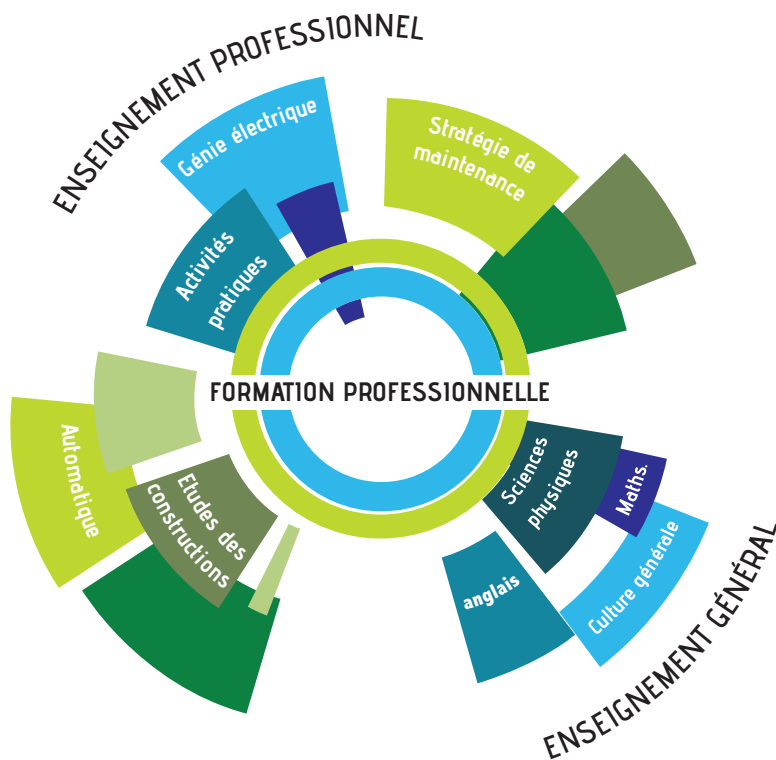 ENSEIGNEMENT PROFESSIONNEL
Génie électrique
Stratégie de
maintenance
Activités
pratiques
FORMATION PROFESSIONNELLE
Automatique
Etudes des
constructions
Sciences
physiques
Maths.
Culture générale
anglais
ENSEIGNEMENT GÉNÉRAL